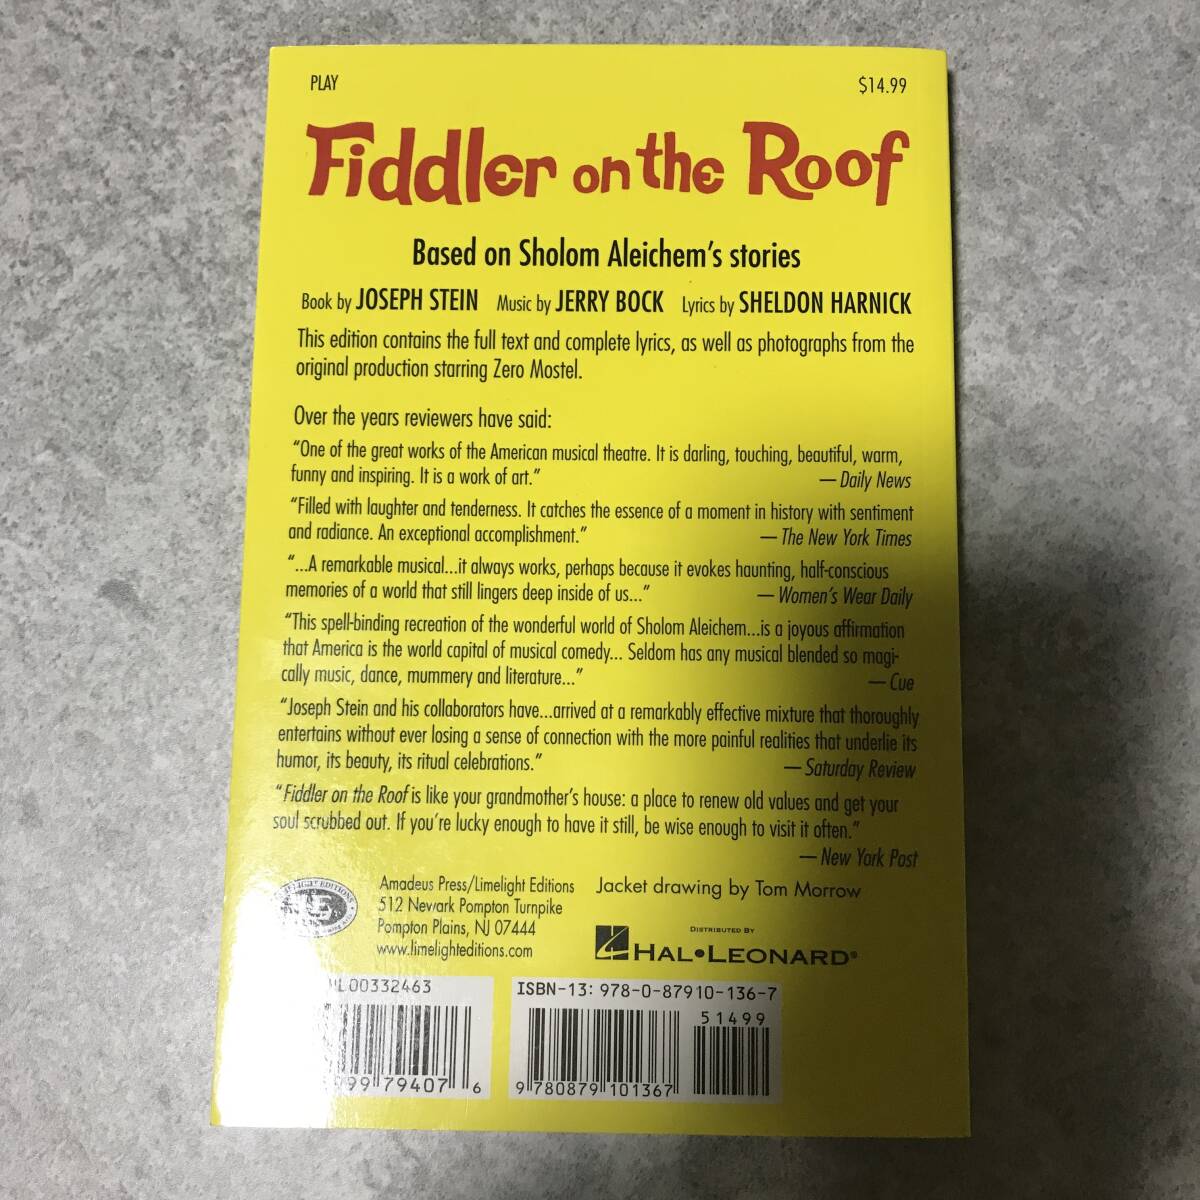 PLAY $14.99
Fiddler on the Roof
Based on Sholom Aleichem's stories
Book by JOSEPH STEIN Music by JERRY BOCK Lyrics by SHELDON HARNICK
This edition contains the full text and complete lyrics, as well as photographs from the
original production starring Zero Mostel.
Over the years reviewers have said:
"One of the great works of the American musical theatre. It is darling, touching, beautiful, warm,
funny and inspiring. It is a work of art." — Daily News
"Filled with laughter and tenderness. It catches the essence of a moment in history with sentiment
and radiance. An exceptional accomplishment." — The New York Times
"...A remarkable musical...it always works, perhaps because it evokes haunting, half-conscious
memories of a world that still lingers deep inside of us..." — Women's Wear Daily
"This spell-binding recreation of the wonderful world of Sholom Aleichem...is a joyous affirmation
that America is the world capital of musical comedy... Seldom has any musical blended so magi-
cally music, dance, mummery and literature..." — Cue
"Joseph Stein and his collaborators have...arrived at a remarkably effective mixture that thoroughly
entertains without ever losing a sense of connection with the more painful realities that underlie its
humor, its beauty, its ritual celebrations." — Saturday Review
"Fiddler on the Roof is like your grandmother's house: a place to renew old values and get your
soul scrubbed out. If you're lucky enough to have it still, be wise enough to visit it often."
— New York Post
Amadeus Press/Limelight Editions
512 Newark Pompton Turnpike
Pompton Plains, NJ 07444
www.limelighteditions.com
Jacket drawing by Tom Morrow
DISTRIBUTED BY
HAL•LEONARD®
HL00332463
ISBN-13: 978-0-87910-136-7
51499
79407 6
9 780879 101367